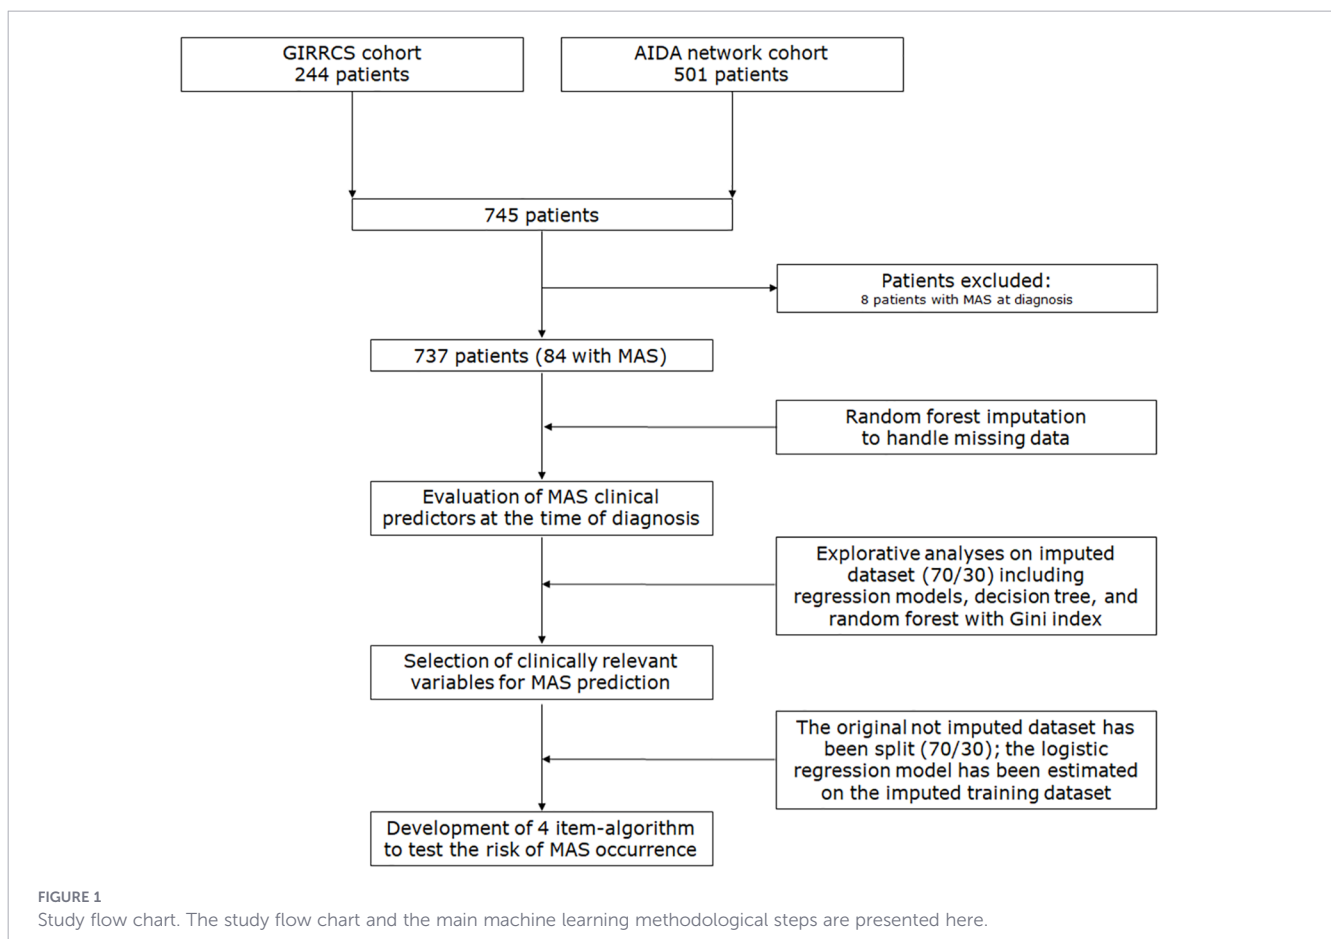 GIRRCS cohort
244 patients
AIDA network cohort
501 patients
745 patients
Patients excluded:
8 patients with MAS at diagnosis
737 patients (84 with MAS)
Random forest imputation
to handle missing data
Evaluation of MAS clinical
predictors at the time of diagnosis
Explorative analyses on imputed
dataset (70/30) including
regression models, decision tree, and
random forest with Gini index
Selection of clinically relevant
variables for MAS prediction
The original not imputed dataset has
been split (70/30); the logistic
regression model has been estimated
on the imputed training dataset
Development of 4 item-algorithm
to test the risk of MAS occurrence
FIGURE 1
Study flow chart. The study flow chart and the main machine learning methodological steps are presented here.